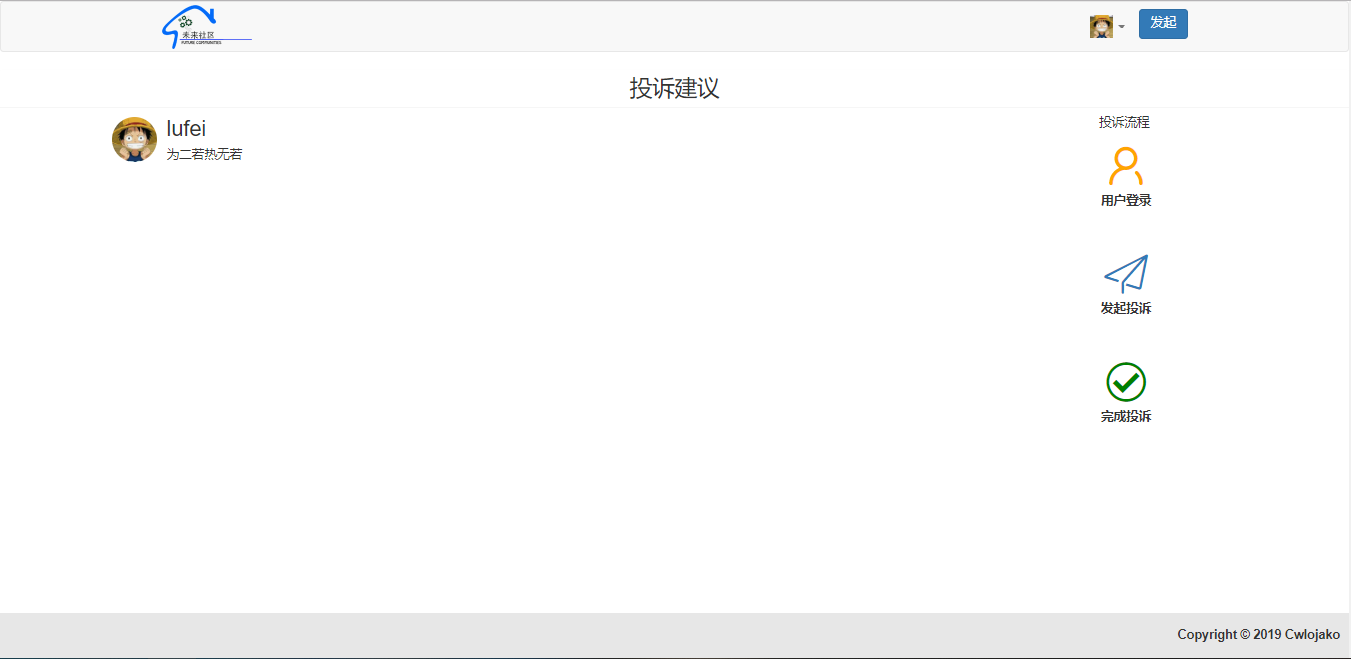 未来社区
FUTURE COMMUNITIES
发起
投诉建议
lufei
为二若热无若
投诉流程
用户登录
发起投诉
完成投诉
Copyright © 2019 Cwlojako